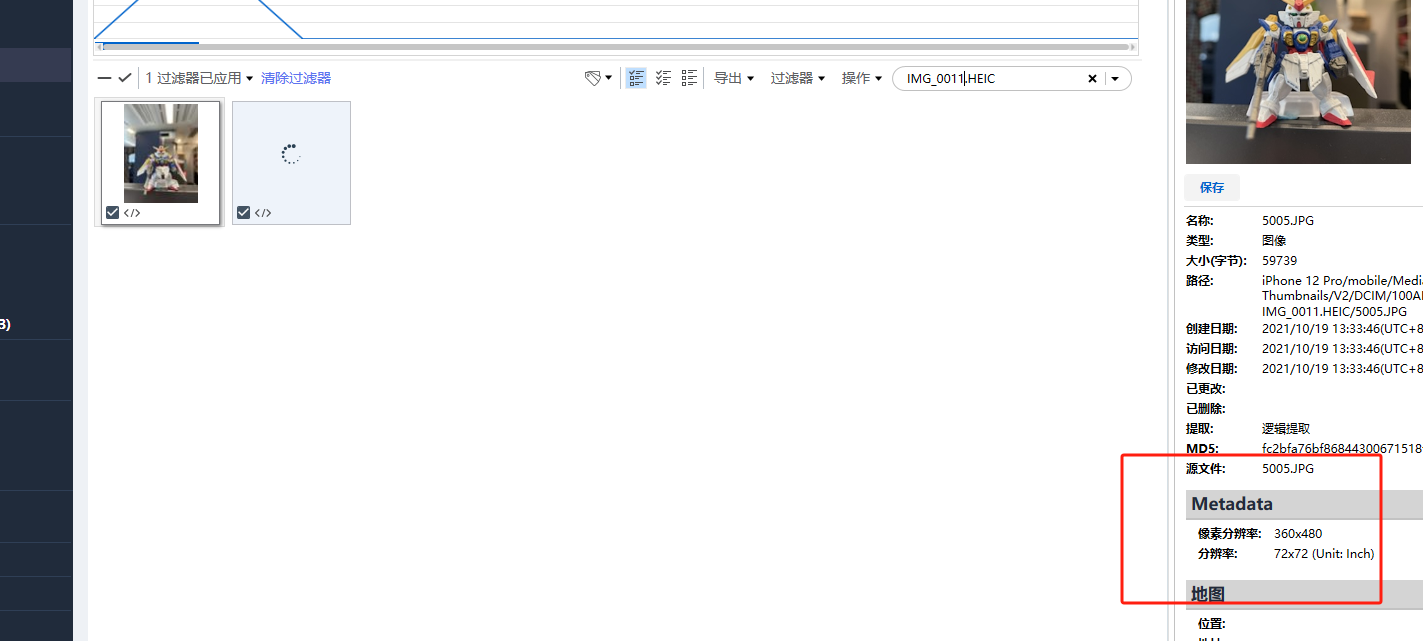 1 过滤器已应用 清除过滤器 导出 过滤器 操作 IMG_0011.HEIC
保存
名称: 5005.JPG
类型: 图像
大小(字节): 59739
路径: iPhone 12 Pro/mobile/Medi
Thumbnails/V2/DCIM/100A
IMG_0011.HEIC/5005.JPG
创建日期: 2021/10/19 13:33:46(UTC+8
访问日期: 2021/10/19 13:33:46(UTC+8
修改日期: 2021/10/19 13:33:46(UTC+8
已更改:
已删除:
提取: 逻辑提取
MD5: fc2bfa76bf86844300671518
源文件: 5005.JPG
Metadata
像素分辨率: 360x480
分辨率: 72x72 (Unit: Inch)
地图
位置:
B)